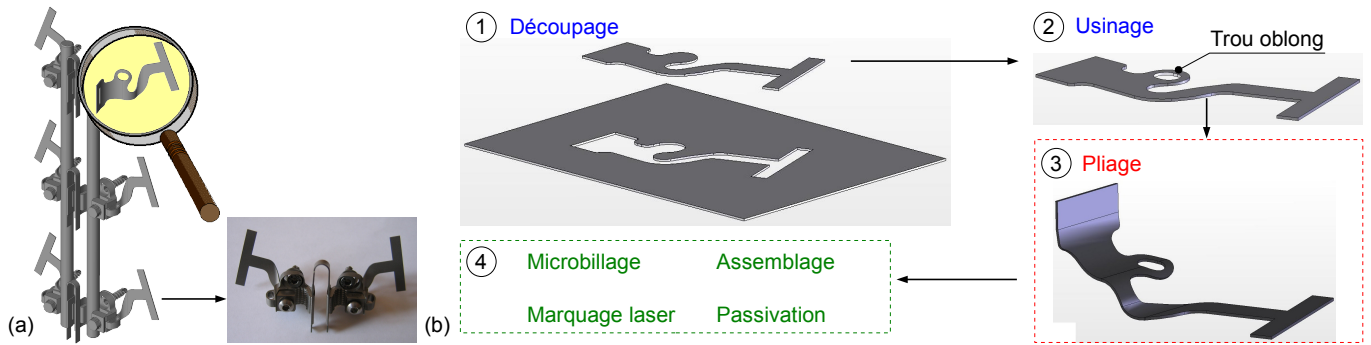 (a)
(b)
1 Découpage
2 Usinage
Trou oblong
3 Pliage
4 Microbillage Assemblage
Marquage laser Passivation